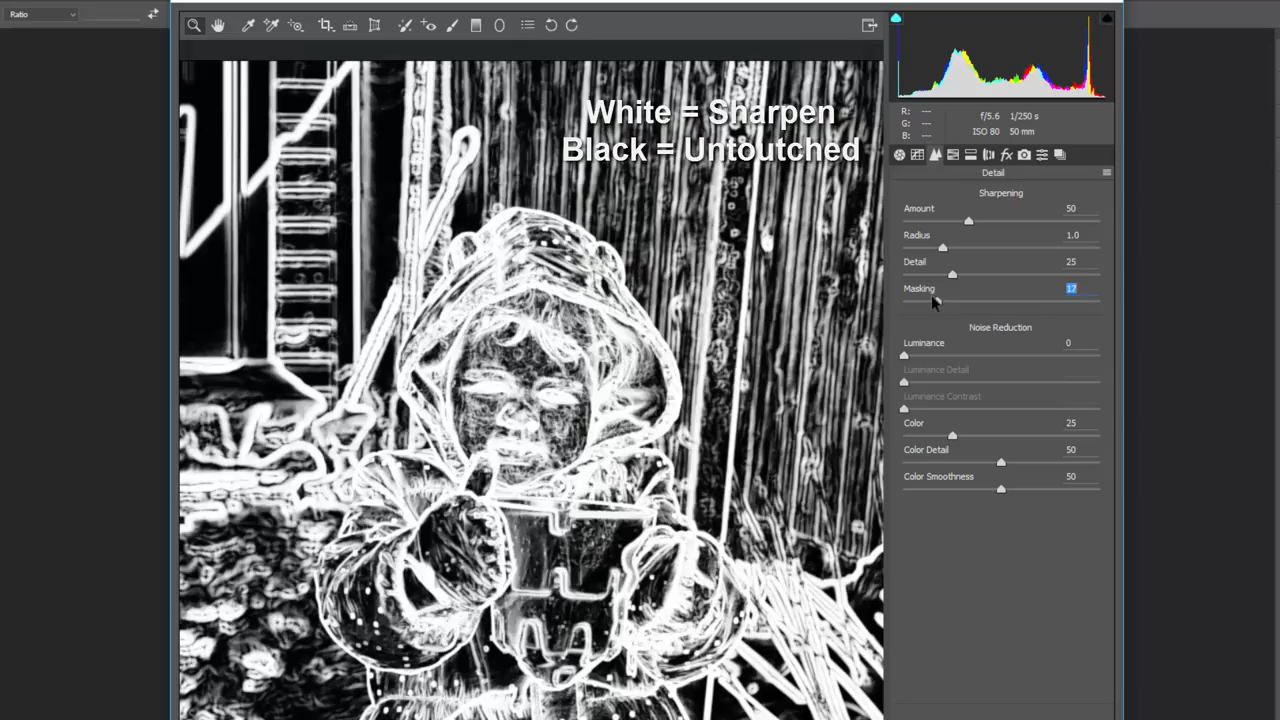 Ratio
White = Sharpen
Black = Untoutched
R: ---
G: ---
B: ---
f/5.6 1/250 s
ISO 80 50 mm
fx
Detail
Sharpening
Amount 50
Radius 1.0
Detail 25
Masking 17
Noise Reduction
Luminance 0
Luminance Detail
Luminance Contrast
Color 25
Color Detail 50
Color Smoothness 50